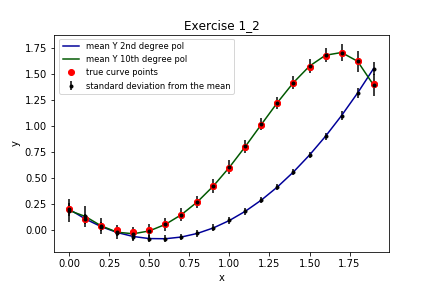 Exercise 1_2
mean Y 2nd degree pol
mean Y 10th degree pol
true curve points
standard deviation from the mean
y
1.75
1.50
1.25
1.00
0.75
0.50
0.25
0.00
0.00 0.25 0.50 0.75 1.00 1.25 1.50 1.75
x